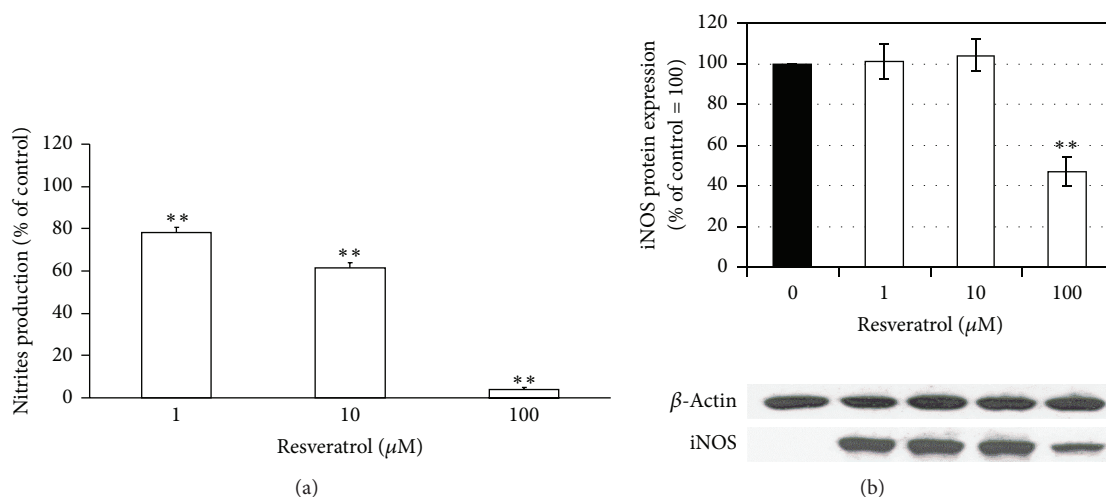 120
100
80
60
40
20
0
Nitrites production (% of control)
**
**
**
1 10 100
Resveratrol (µM)
(a)
120
100
80
60
40
20
0
iNOS protein expression
(% of control = 100)
**
0 1 10 100
Resveratrol (µM)
β-Actin
iNOS
(b)